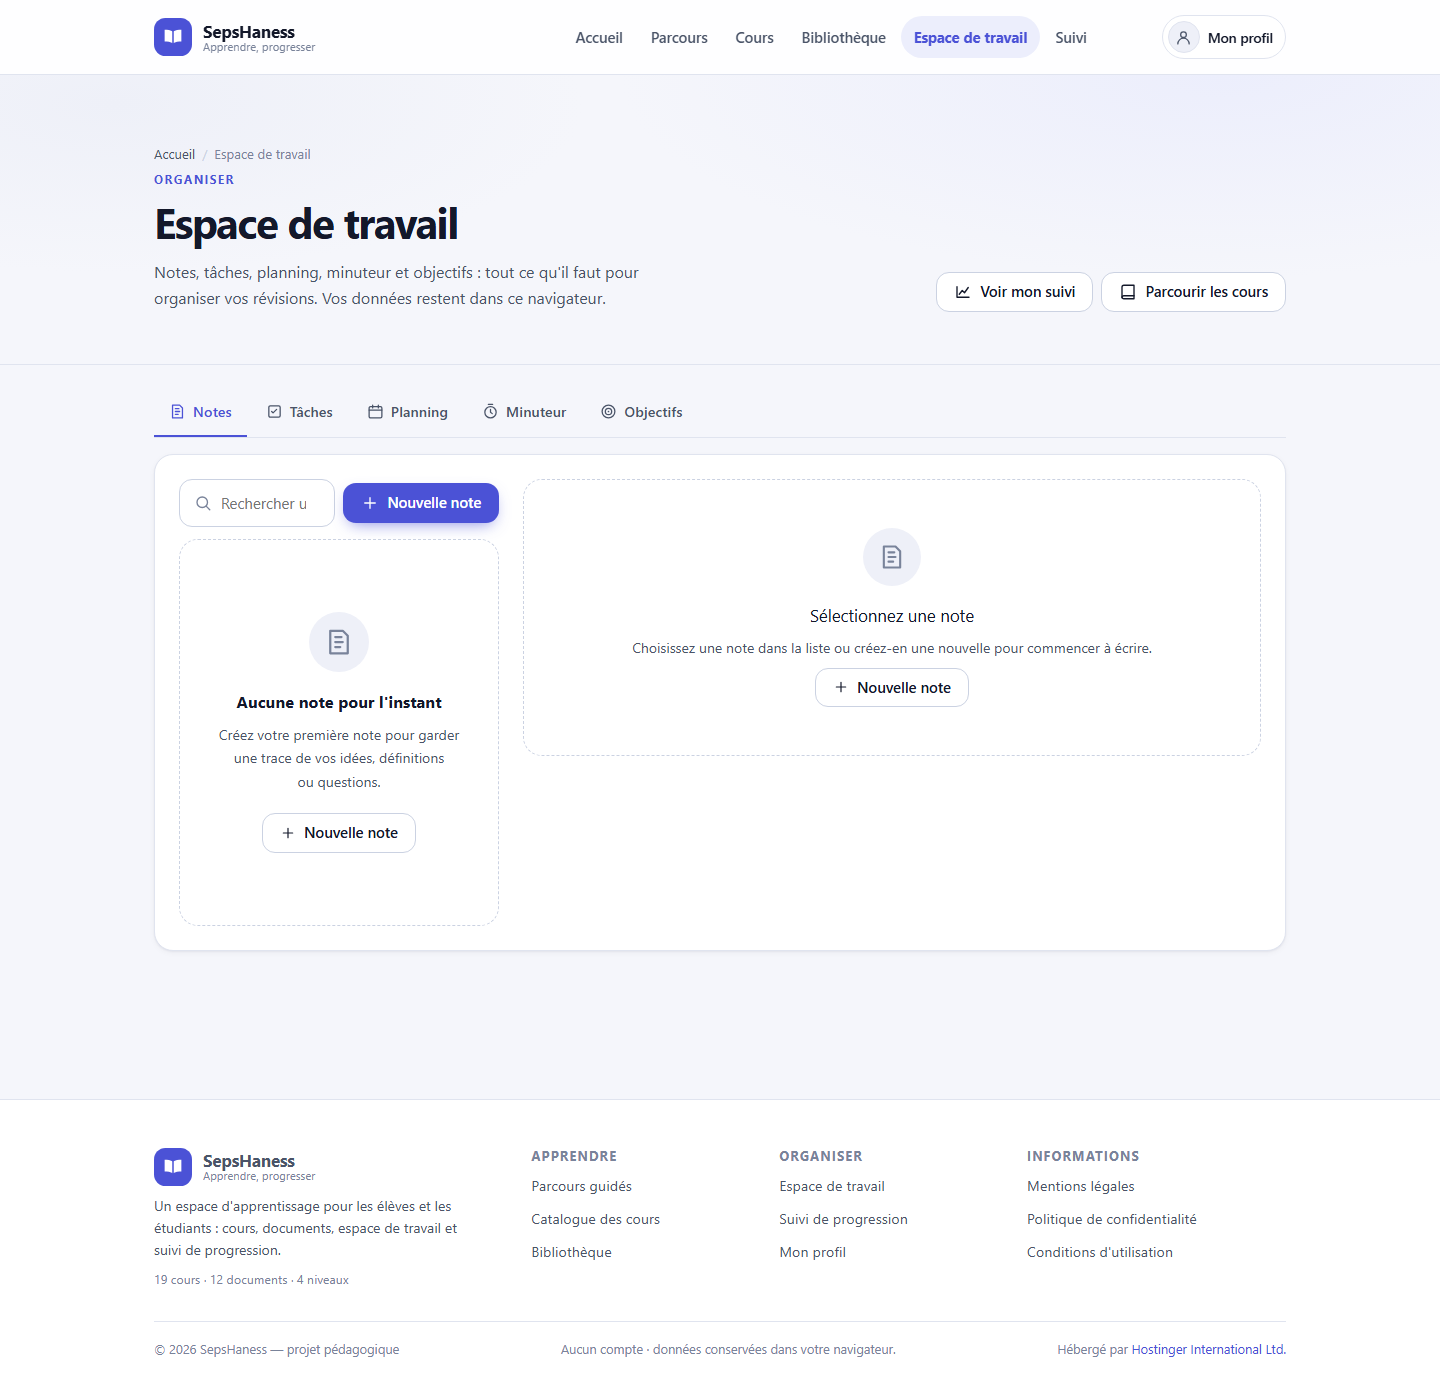 SepsHaness
Apprendre, progresser
Accueil
Parcours
Cours
Bibliothèque
Espace de travail
Suivi
Mon profil
Accueil / Espace de travail
ORGANISER
Espace de travail
Notes, tâches, planning, minuteur et objectifs : tout ce qu'il faut pour
organiser vos révisions. Vos données restent dans ce navigateur.
Voir mon suivi
Parcourir les cours
Notes
Tâches
Planning
Minuteur
Objectifs
Rechercher u
Nouvelle note
Aucune note pour l'instant
Créez votre première note pour garder
une trace de vos idées, définitions
ou questions.
Nouvelle note
Sélectionnez une note
Choisissez une note dans la liste ou créez-en une nouvelle pour commencer à écrire.
Nouvelle note
SepsHaness
Apprendre, progresser
Un espace d'apprentissage pour les élèves et les
étudiants : cours, documents, espace de travail et
suivi de progression.
19 cours · 12 documents · 4 niveaux
APPRENDRE
Parcours guidés
Catalogue des cours
Bibliothèque
ORGANISER
Espace de travail
Suivi de progression
Mon profil
INFORMATIONS
Mentions légales
Politique de confidentialité
Conditions d'utilisation
© 2026 SepsHaness — projet pédagogique
Aucun compte · données conservées dans votre navigateur.
Hébergé par Hostinger International Ltd.